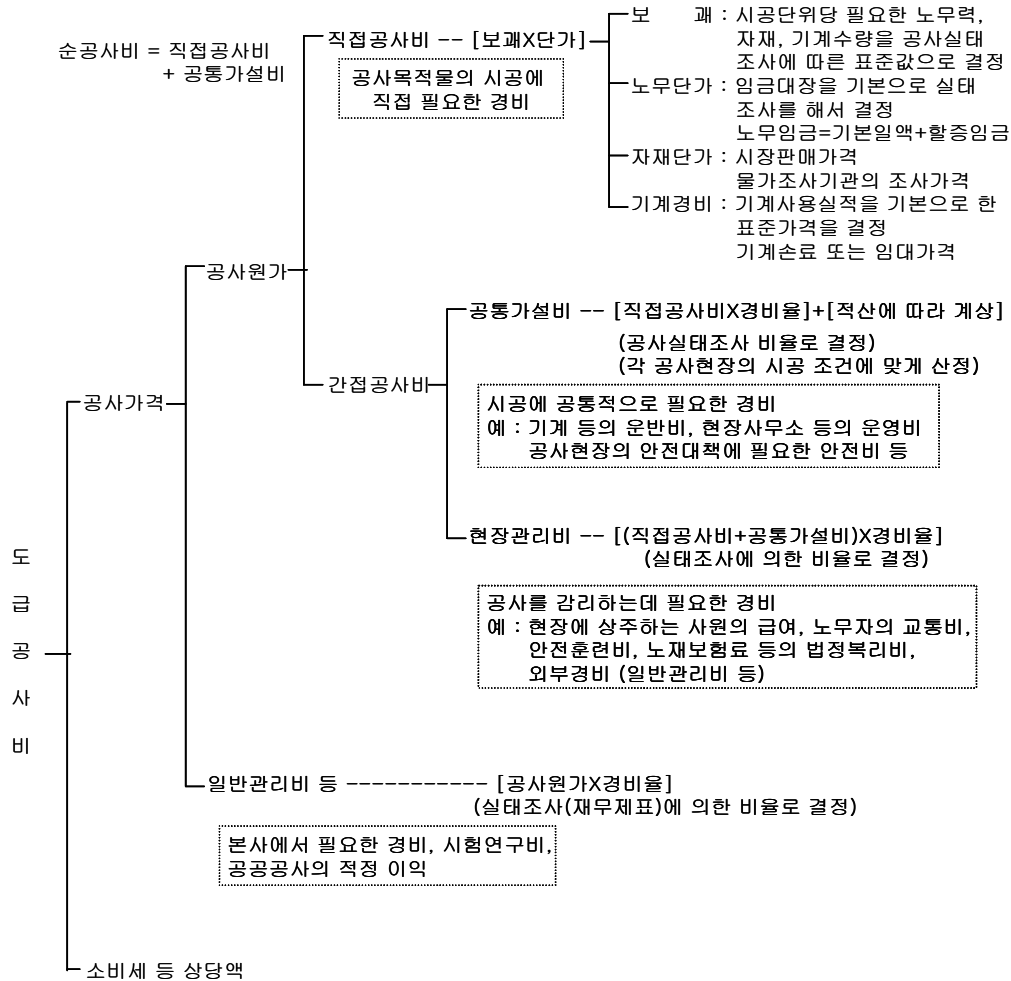 순공사비 = 직접공사비
+ 공통가설비
직접공사비 -- [보괘X단가]
공사목적물의 시공에
직접 필요한 경비
보 괘 : 시공단위당 필요한 노무력,
자재, 기계수량을 공사실태
조사에 따른 표준값으로 결정
노무단가 : 임금대장을 기본으로 실태
조사를 해서 결정
노무임금=기본일액+할증임금
자재단가 : 시장판매가격
물가조사기관의 조사가격
기계경비 : 기계사용실적을 기본으로 한
표준가격을 결정
기계손료 또는 임대가격
공사원가
공통가설비 -- [직접공사비X경비율]+[적산에 따라 계상]
(공사실태조사 비율로 결정)
(각 공사현장의 시공 조건에 맞게 산정)
간접공사비
시공에 공통적으로 필요한 경비
예 : 기계 등의 운반비, 현장사무소 등의 운영비
공사현장의 안전대책에 필요한 안전비 등
공사가격
현장관리비 -- [(직접공사비+공통가설비)X경비율]
(실태조사에 의한 비율로 결정)
공사를 감리하는데 필요한 경비
예 : 현장에 상주하는 사원의 급여, 노무자의 교통비,
안전훈련비, 노재보험료 등의 법정복리비,
외부경비 (일반관리비 등)
도급공사비
일반관리비 등 ----------- [공사원가X경비율]
(실태조사(재무제표)에 의한 비율로 결정)
본사에서 필요한 경비, 시험연구비,
공공공사의 적정 이익
소비세 등 상당액